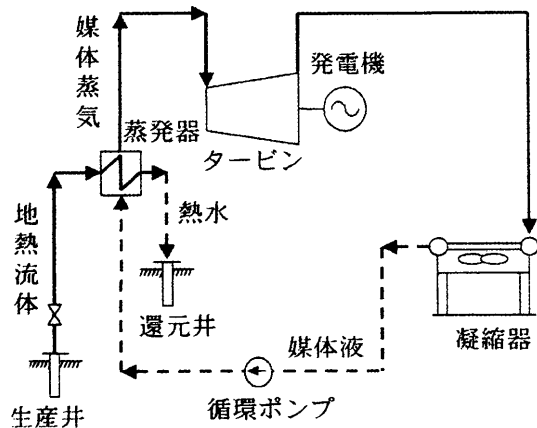 媒体蒸気
発電機
蒸発器
タービン
地熱流体
熱水
還元井
媒体液
凝縮器
生産井
循環ポンプ